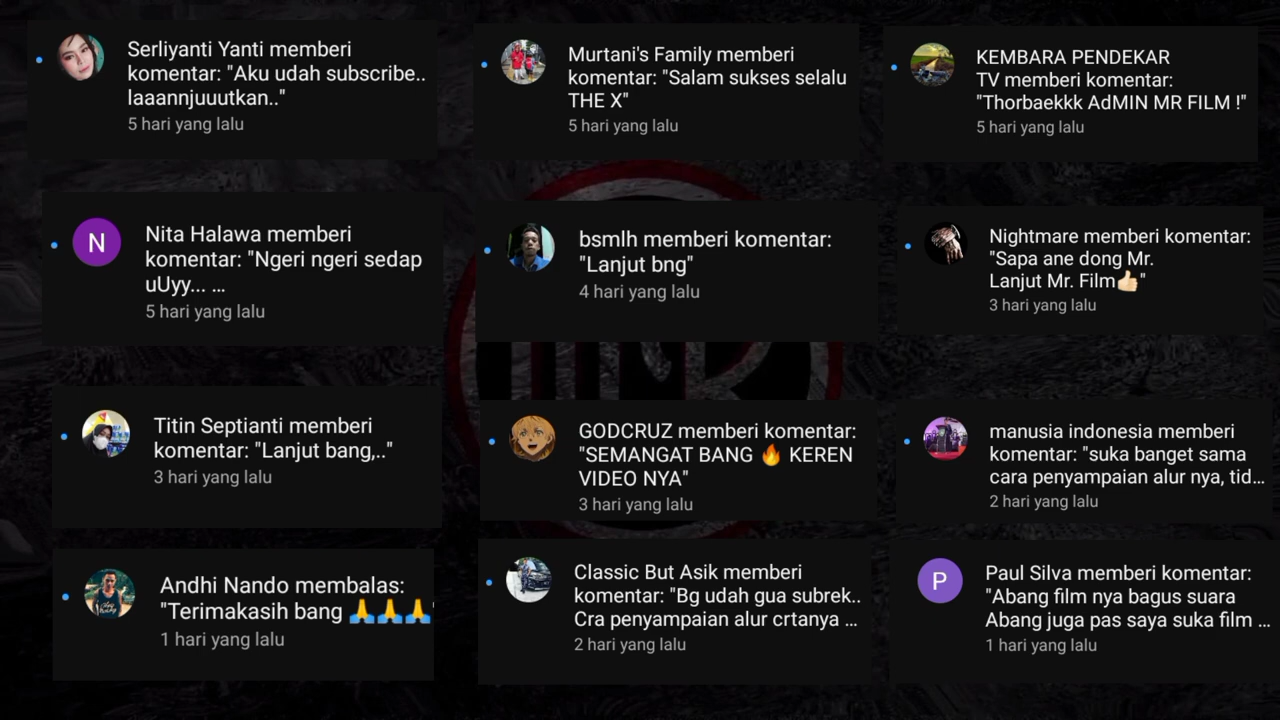 Serliyanti Yanti memberi
komentar: "Aku udah subscribe..
laaannjuuutkan.."
5 hari yang lalu
Murtani's Family memberi
komentar: "Salam sukses selalu
THE X"
5 hari yang lalu
KEMBARA PENDEKAR
TV memberi komentar:
"Thorbaekkk AdMIN MR FILM !"
5 hari yang lalu
N
Nita Halawa memberi
komentar: "Ngeri ngeri sedap
uUyy... …
5 hari yang lalu
bsmlh memberi komentar:
"Lanjut bng"
4 hari yang lalu
Nightmare memberi komentar:
"Sapa ane dong Mr.
Lanjut Mr. Film👍🏻"
3 hari yang lalu
Titin Septianti memberi
komentar: "Lanjut bang,.."
3 hari yang lalu
GODCRUZ memberi komentar:
"SEMANGAT BANG 🔥 KEREN
VIDEO NYA"
3 hari yang lalu
manusia indonesia memberi
komentar: "suka banget sama
cara penyampaian alur nya, tid…
2 hari yang lalu
Andhi Nando membalas:
"Terimakasih bang 🙏🙏🙏"
1 hari yang lalu
Classic But Asik memberi
komentar: "Bg udah gua subrek..
Cra penyampaian alur crtanya …
2 hari yang lalu
P
Paul Silva memberi komentar:
"Abang film nya bagus suara
Abang juga pas saya suka film …
1 hari yang lalu